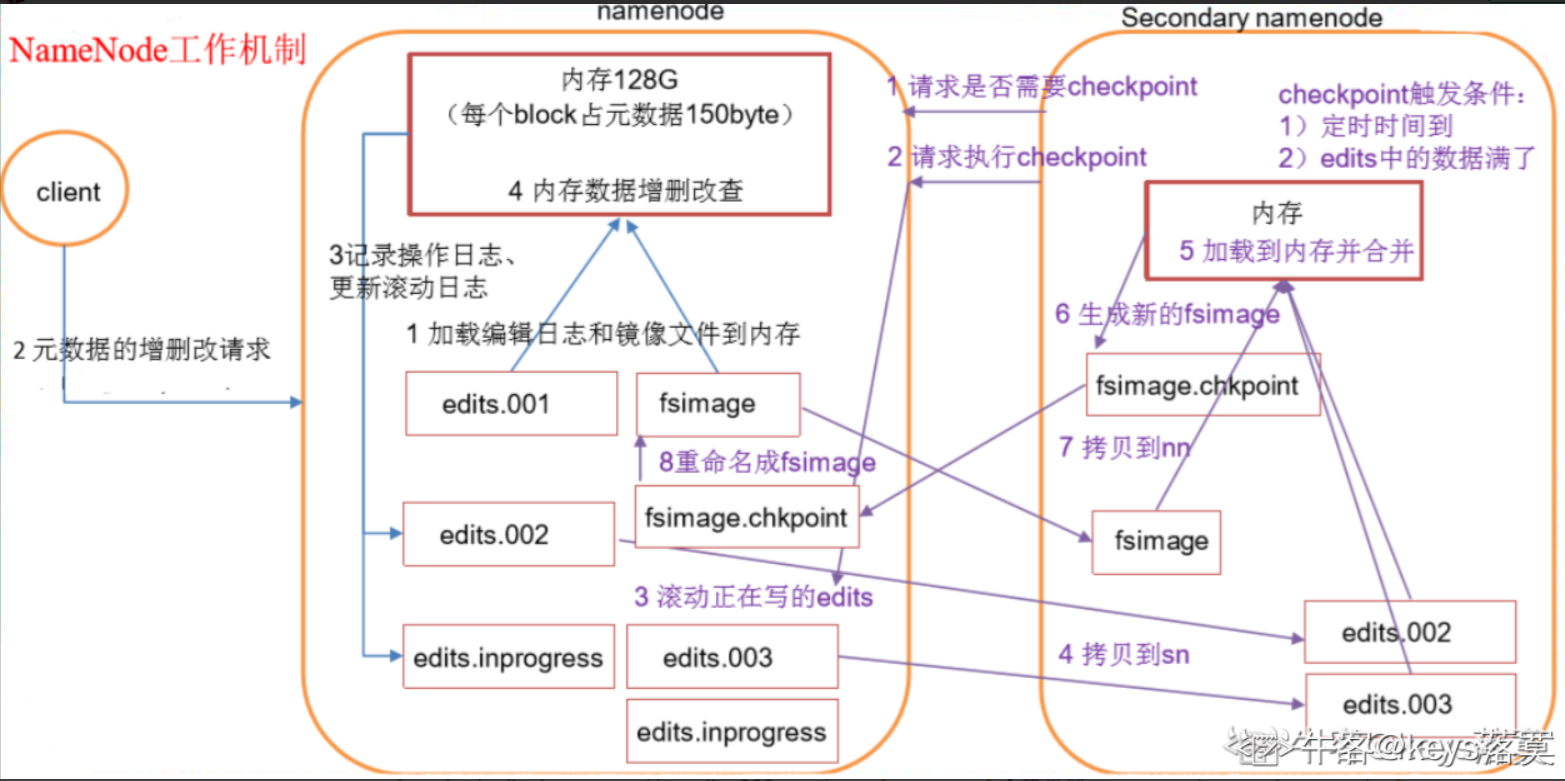 namenode
Secondary namenode
NameNode工作机制
内存128G
（每个block占元数据150byte）
4 内存数据增删改查
1 请求是否需要checkpoint
2 请求执行checkpoint
checkpoint触发条件：
1）定时时间到
2）edits中的数据满了
client
内存
5 加载到内存并合并
3记录操作日志、
更新滚动日志
1 加载编辑日志和镜像文件到内存
2 元数据的增删改请求
6 生成新的fsimage
edits.001
fsimage
fsimage.chkpoint
8重命名成fsimage
7 拷贝到nn
fsimage.chkpoint
edits.002
fsimage
3 滚动正在写的edits
edits.002
edits.inprogress
edits.003
4 拷贝到sn
edits.003
edits.inprogress
@keys落寞